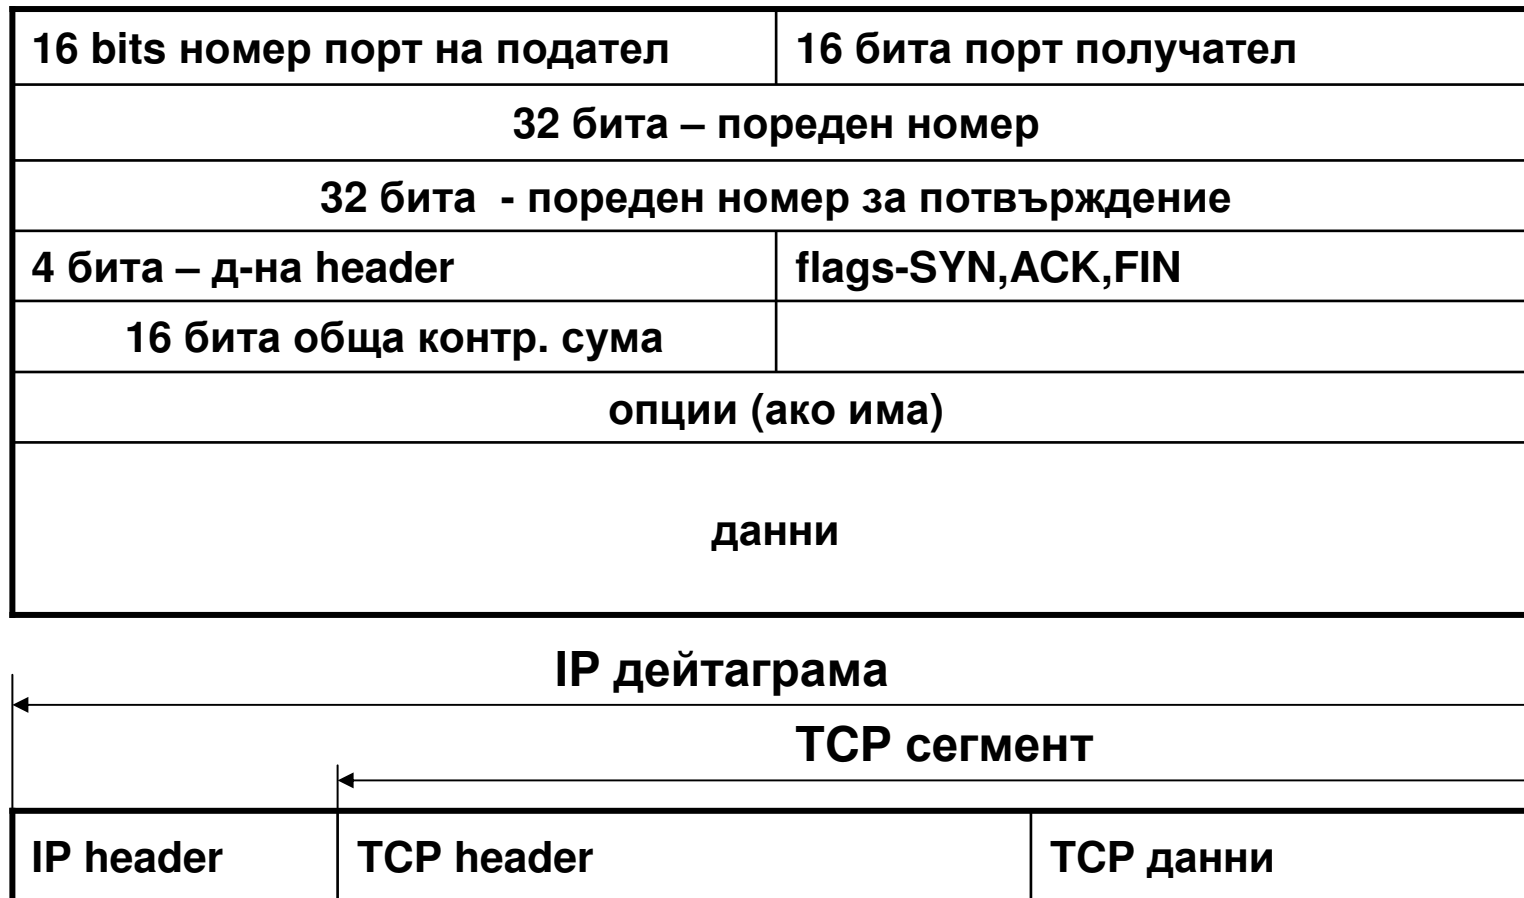 16 bits номер порт на подател
16 бита порт получател
32 бита – пореден номер
32 бита - пореден номер за потвърждение
4 бита – д-на header
flags-SYN,ACK,FIN
16 бита обща контр. сума
опции (ако има)
данни
IP дейтаграма
TCP сегмент
IP header
TCP header
TCP данни